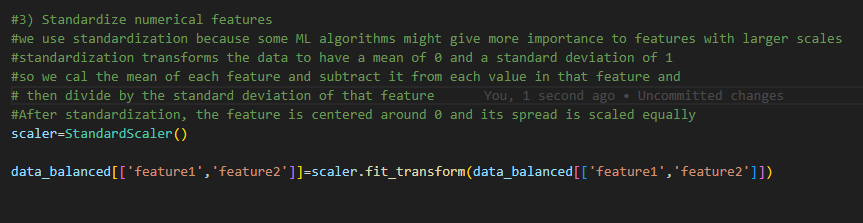 #3) Standardize numerical features
#we use standardization because some ML algorithms might give more importance to features with larger scales
#standardization transforms the data to have a mean of 0 and a standard deviation of 1
#so we cal the mean of each feature and subtract it from each value in that feature and
# then divide by the standard deviation of that feature You, 1 second ago • Uncommitted changes
#After standardization, the feature is centered around 0 and its spread is scaled equally
scaler=StandardScaler()
data_balanced[['feature1','feature2']]=scaler.fit_transform(data_balanced[['feature1','feature2']])